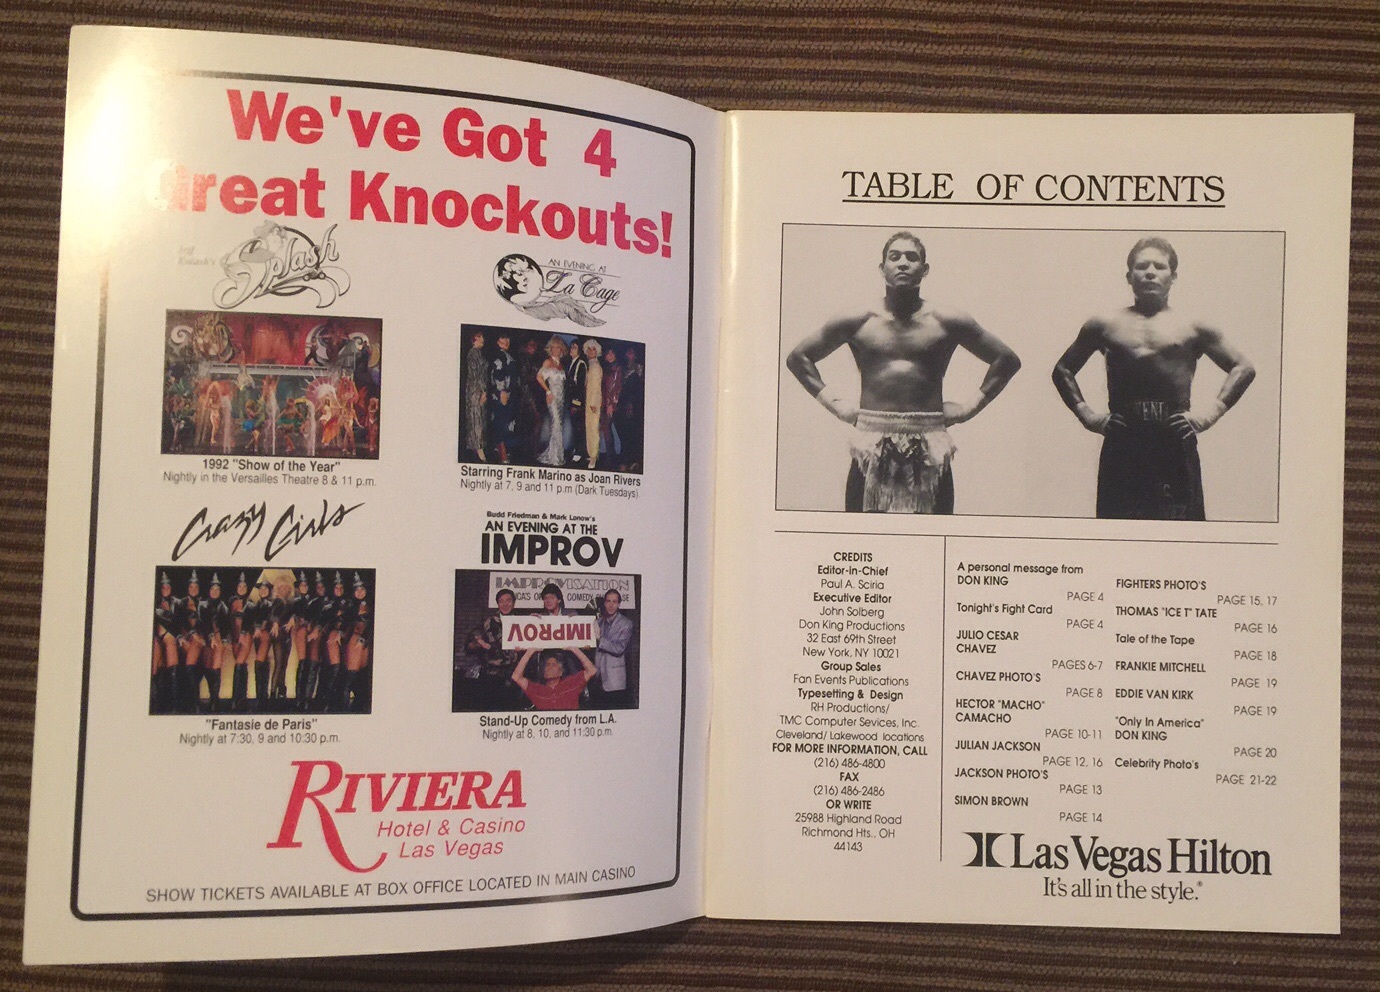 We've Got 4
Great Knockouts!
Jeff
Kutash's
Splash
AN EVENING AT
La Cage
1992 "Show of the Year"
Nightly in the Versailles Theatre 8 & 11 p.m.
Starring Frank Marino as Joan Rivers
Nightly at 7, 9 and 11 p.m (Dark Tuesdays)
Crazy Girls
Budd Friedman & Mark Lonow's
AN EVENING AT THE
IMPROV
IMPROVISATION
COMEDY
IMPROV
"Fantasie de Paris"
Nightly at 7:30, 9 and 10:30 p.m.
Stand-Up Comedy from L.A.
Nightly at 8, 10, and 11:30 p.m.
RIVIERA
Hotel & Casino
Las Vegas
SHOW TICKETS AVAILABLE AT BOX OFFICE LOCATED IN MAIN CASINO
TABLE OF CONTENTS
CREDITS
Editor-in-Chief
Paul A. Sciria
Executive Editor
John Solberg
Don King Productions
32 East 69th Street
New York, NY 10021
Group Sales
Fan Events Publications
Typesetting & Design
RH Productions/
TMC Computer Sevices, Inc.
Cleveland/ Lakewood locations
FOR MORE INFORMATION, CALL
(216) 486-4800
FAX
(216) 486-2486
OR WRITE
25988 Highland Road
Richmond Hts., OH
44143
A personal message from
DON KING
PAGE 4
Tonight's Fight Card
PAGE 4
JULIO CESAR
CHAVEZ
PAGES 6-7
CHAVEZ PHOTO'S
PAGE 8
HECTOR "MACHO"
CAMACHO
PAGE 10-11
JULIAN JACKSON
PAGE 12, 16
JACKSON PHOTO'S
PAGE 13
SIMON BROWN
PAGE 14
FIGHTERS PHOTO'S
PAGE 15, 17
THOMAS "ICE T" TATE
PAGE 16
Tale of the Tape
PAGE 18
FRANKIE MITCHELL
PAGE 19
EDDIE VAN KIRK
PAGE 19
"Only In America"
DON KING
PAGE 20
Celebrity Photo's
PAGE 21-22
Las Vegas Hilton
It's all in the style.®